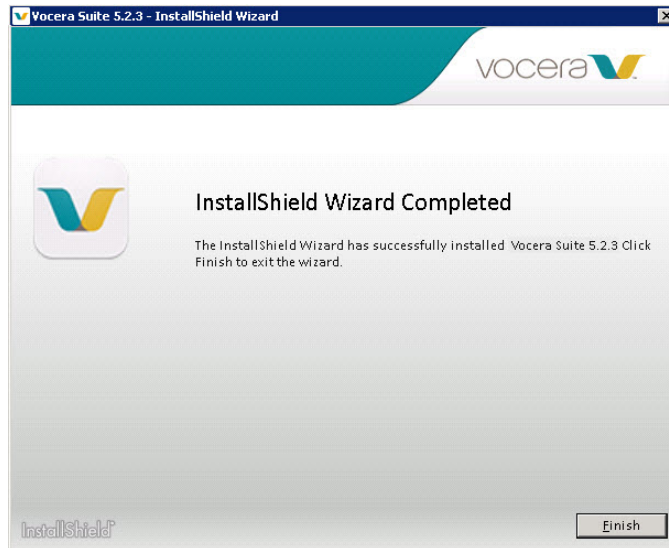 Vocera Suite 5.2.3 - InstallShield Wizard
vocera
InstallShield Wizard Completed
The InstallShield Wizard has successfully installed Vocera Suite 5.2.3 Click
Finish to exit the wizard.
InstallShield
Finish